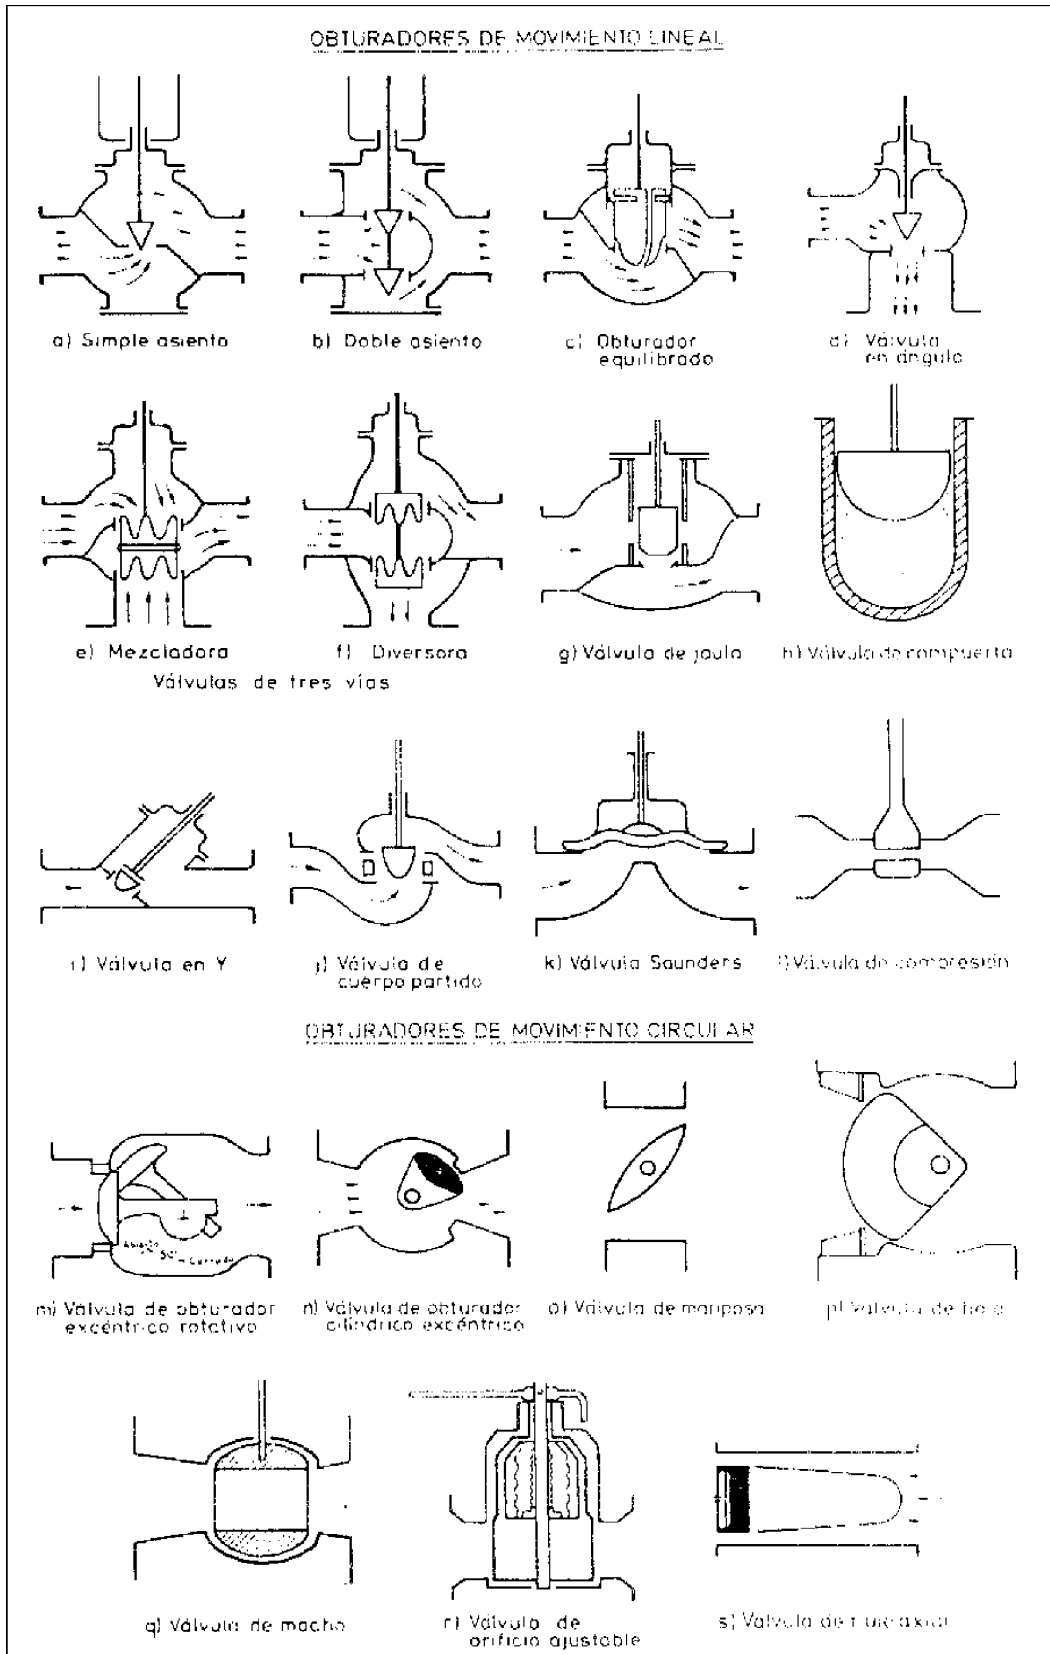 OBTURADORES DE MOVIMIENTO LINEAL
a) Simple asiento
b) Doble asiento
c) Obturador
equilibrado
d) Válvula
en ángulo
e) Mezcladora
f) Diversora
Válvulas de tres vías
g) Válvula de jaula
h) Válvula de compuerta
i) Válvula en Y
j) Válvula de
cuerpo partido
k) Válvula Saunders
l) Válvula de compresión
OBTURADORES DE MOVIMIENTO CIRCULAR
Abierto 50° Cerrado
m) Válvula de obturador
excéntrico rotativo
n) Válvula de obturador
cilíndrico excéntrico
o) Válvula de mariposa
p) Válvula de bola
q) Válvula de macho
r) Válvula de
orificio ajustable
s) Válvula de flujo axial